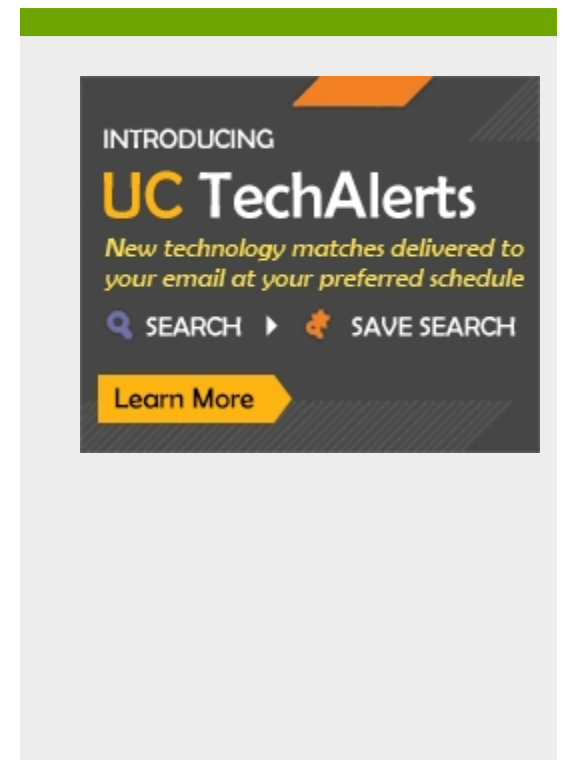 INTRODUCING
UC TechAlerts
New technology matches delivered to
your email at your preferred schedule
SEARCH SAVE SEARCH
Learn More